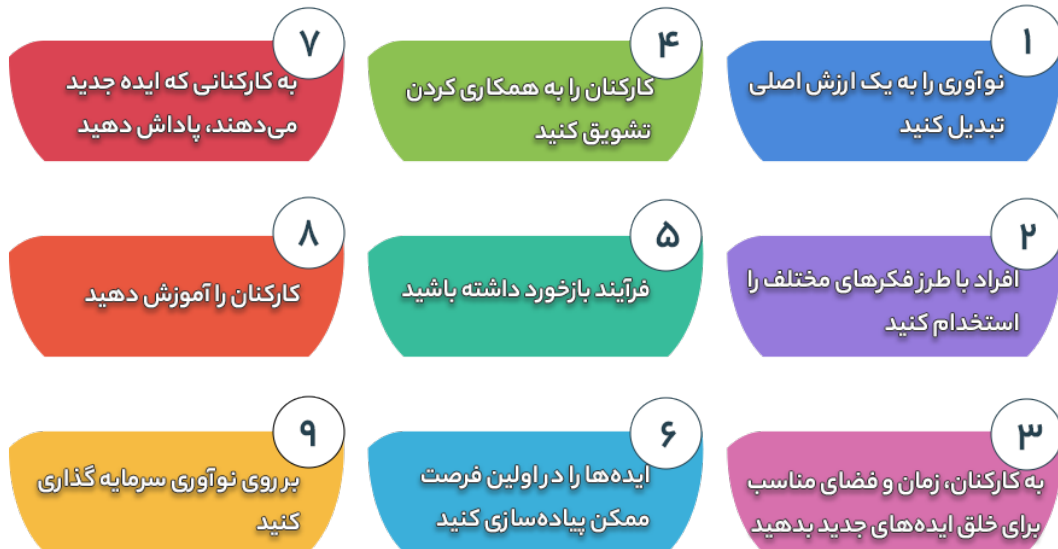 ۱
نوآوری را به یک ارزش اصلی
تبدیل کنید
۲
افراد با طرز فکرهای مختلف را
استخدام کنید
۳
به کارکنان، زمان و فضای مناسب
برای خلق ایده‌های جدید بدهید
۴
کارکنان را به همکاری کردن
تشویق کنید
۵
فرآیند بازخورد داشته باشید
۶
ایده‌ها را در اولین فرصت
ممکن پیاده‌سازی کنید
۷
به کارکنانی که ایده جدید
می‌دهند، پاداش دهید
۸
کارکنان را آموزش دهید
۹
بر روی نوآوری سرمایه گذاری
کنید